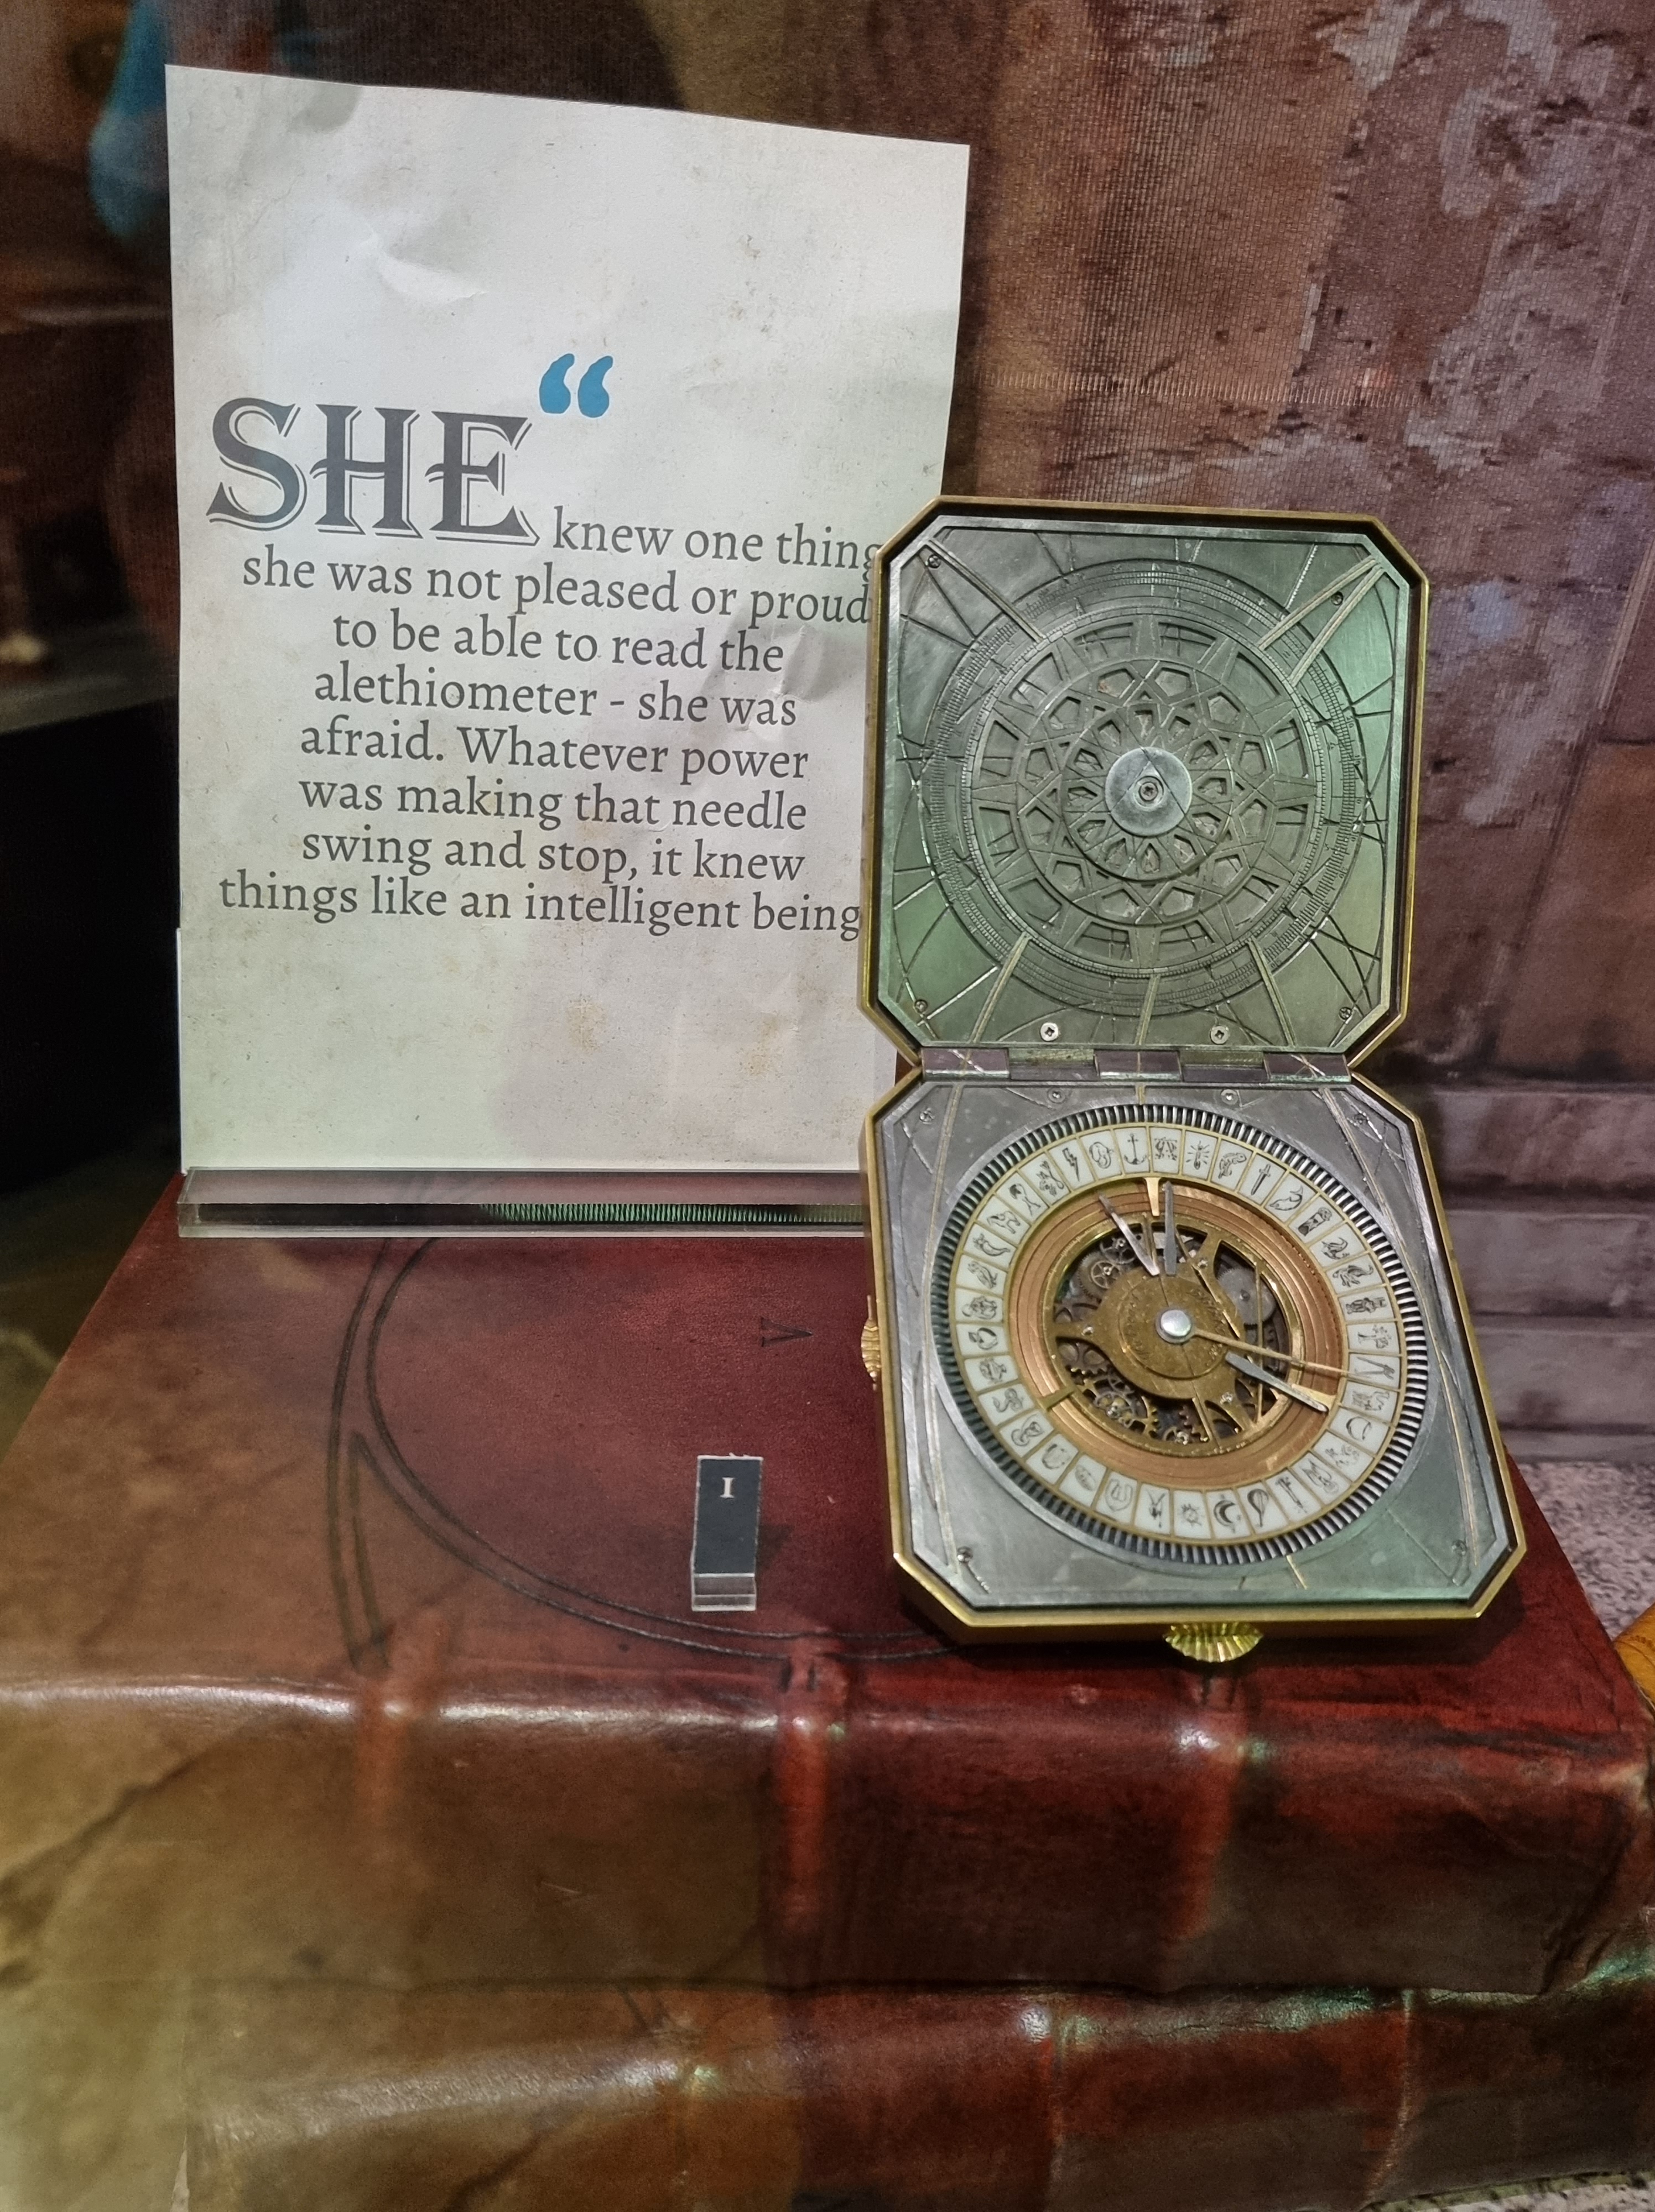 “
SHE knew one thing
she was not pleased or proud
to be able to read the
alethiometer - she was
afraid. Whatever power
was making that needle
swing and stop, it knew
things like an intelligent being
V
I